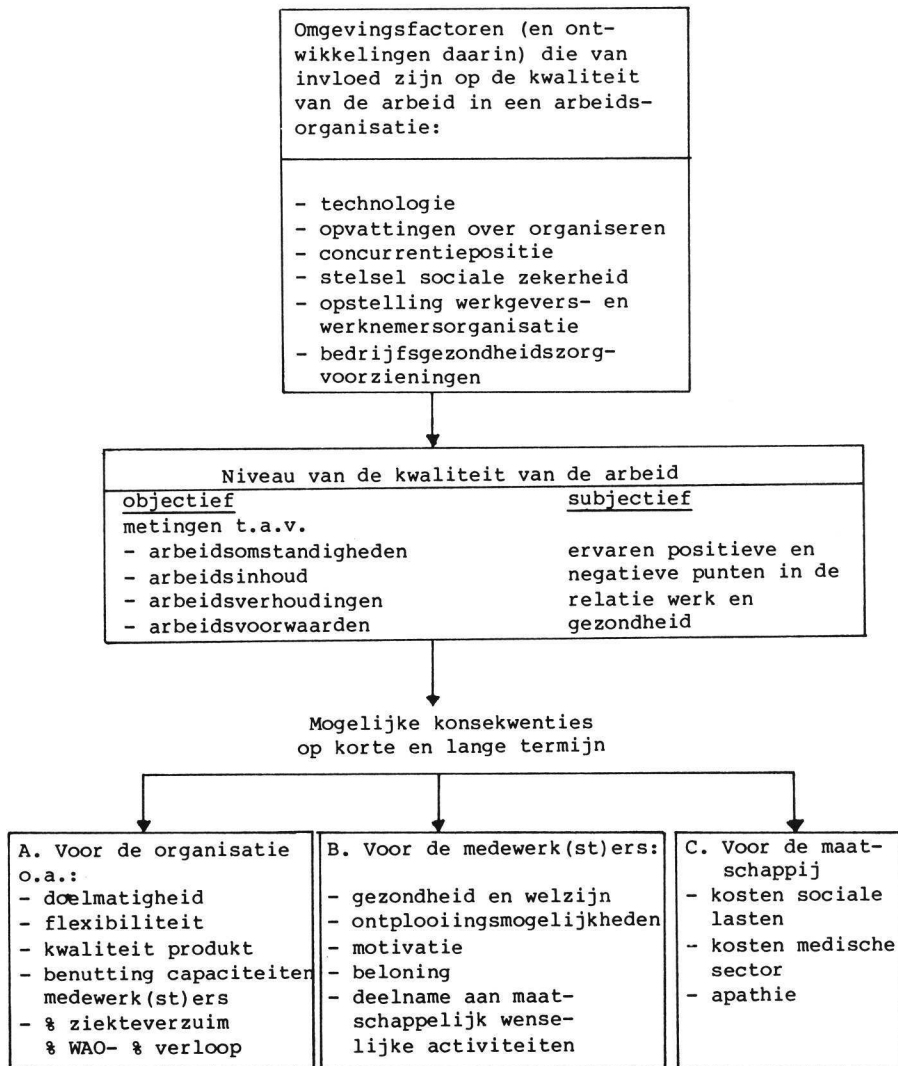 Omgevingsfactoren (en ont-
wikkelingen daarin) die van
invloed zijn op de kwaliteit
van de arbeid in een arbeids-
organisatie:
- technologie
- opvattingen over organiseren
- concurrentiepositie
- stelsel sociale zekerheid
- opstelling werkgevers- en
werknemersorganisatie
- bedrijfsgezondheidszorg-
voorzieningen
Niveau van de kwaliteit van de arbeid
objectief
metingen t.a.v.
- arbeidsomstandigheden
- arbeidsinhoud
- arbeidsverhoudingen
- arbeidsvoorwaarden
subjectief
ervaren positieve en
negatieve punten in de
relatie werk en
gezondheid
Mogelijke konsekwenties
op korte en lange termijn
A. Voor de organisatie
o.a.:
- doelmatigheid
- flexibiliteit
- kwaliteit produkt
- benutting capaciteiten
medewerk(st)ers
- % ziekteverzuim
% WAO- % verloop
B. Voor de medewerk(st)ers:
- gezondheid en welzijn
- ontplooiingsmogelijkheden
- motivatie
- beloning
- deelname aan maat-
schappelijk wense-
lijke activiteiten
C. Voor de maat-
schappij
- kosten sociale
lasten
- kosten medische
sector
- apathie